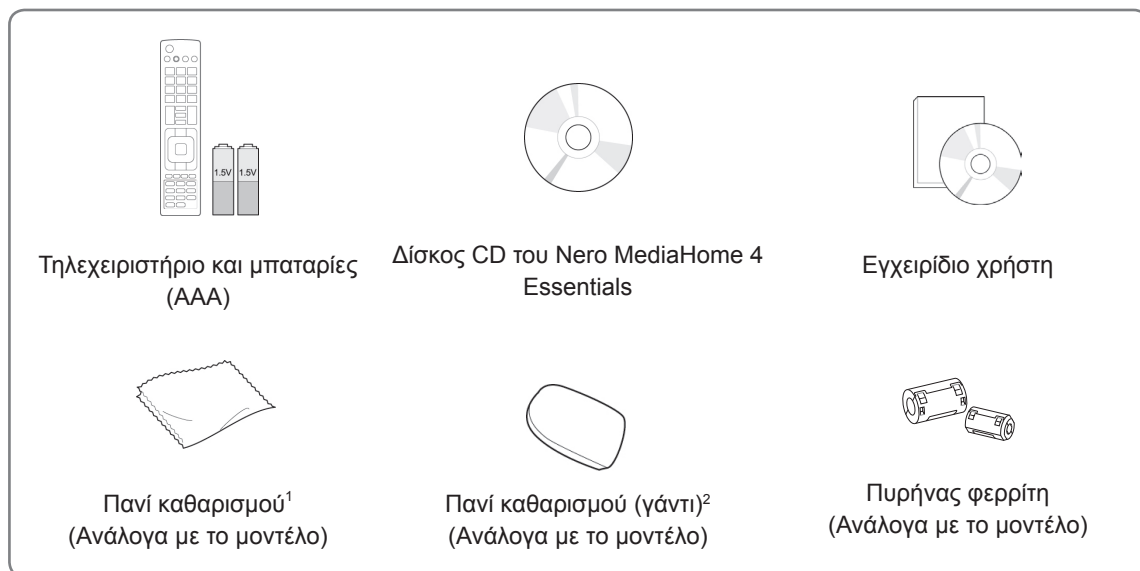 1.5V 1.5V
Τηλεχειριστήριο και μπαταρίες
(AAA)
Δίσκος CD του Nero MediaHome 4
Essentials
Εγχειρίδιο χρήστη
Πανί καθαρισμού¹
(Ανάλογα με το μοντέλο)
Πανί καθαρισμού (γάντι)²
(Ανάλογα με το μοντέλο)
Πυρήνας φερρίτη
(Ανάλογα με το μοντέλο)